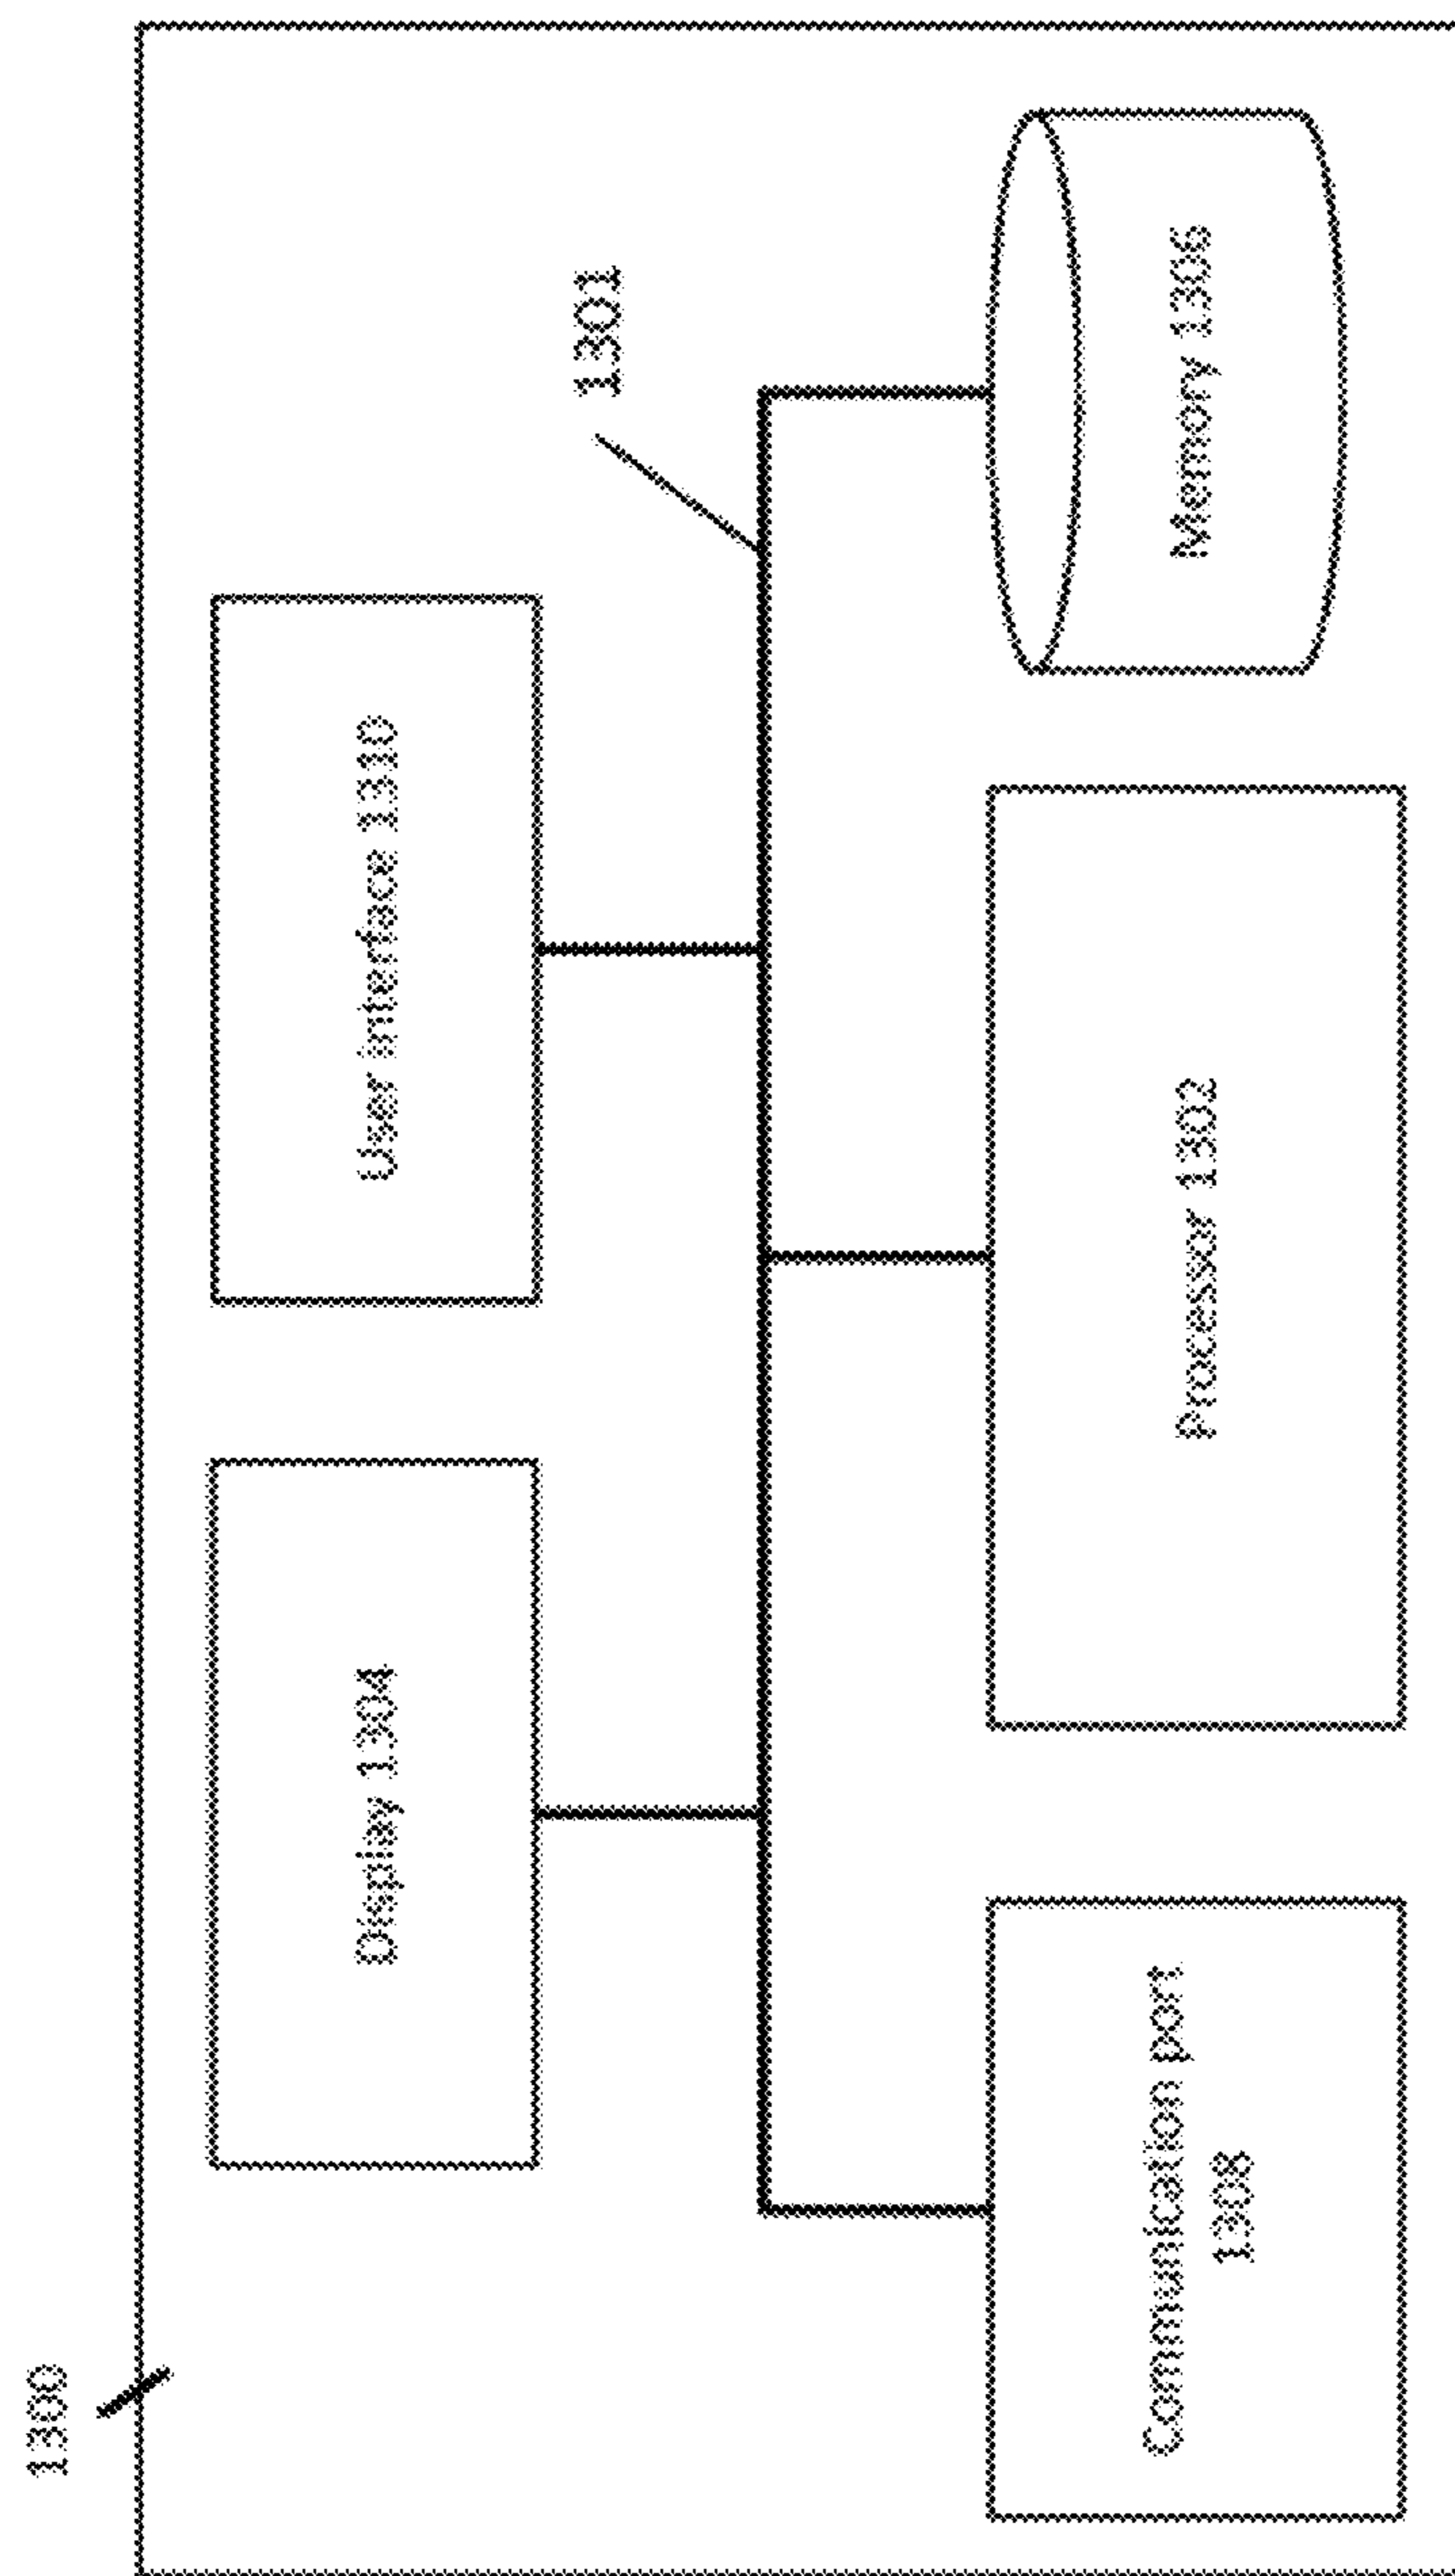 1300
Display 1304
User interface 1310
1301
Communication port
1308
Processor 1302
Memory 1306